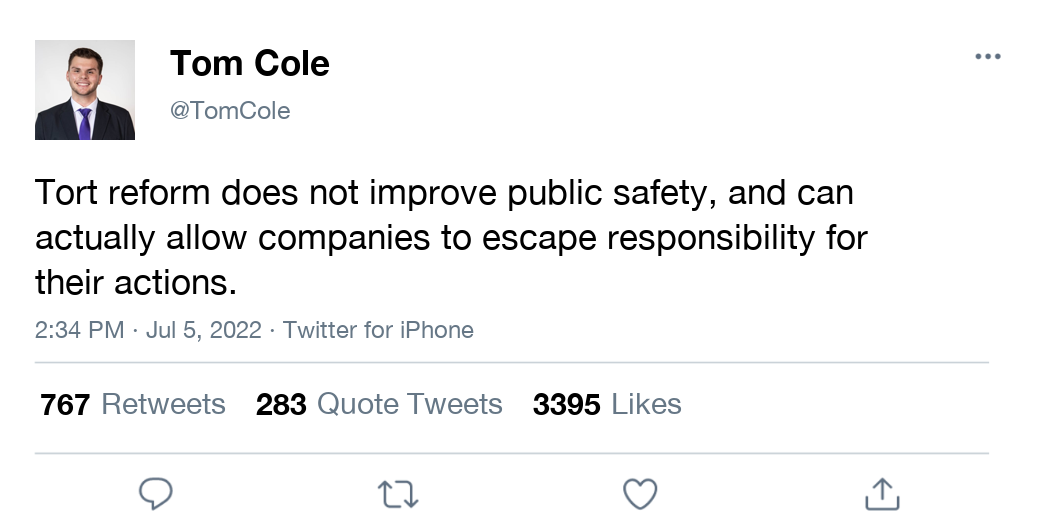 Tom Cole
@TomCole
Tort reform does not improve public safety, and can
actually allow companies to escape responsibility for
their actions.
2:34 PM · Jul 5, 2022 · Twitter for iPhone
767 Retweets 283 Quote Tweets 3395 Likes